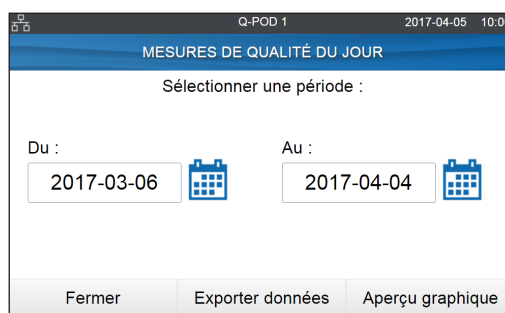 Q-POD 1 2017-04-05 10:0
MESURES DE QUALITÉ DU JOUR
Sélectionner une période :
Du : Au :
2017-03-06 2017-04-04
Fermer Exporter données Aperçu graphique